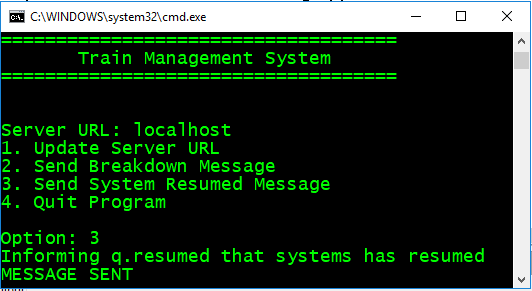 C:\WINDOWS\system32\cmd.exe
====================================
Train Management System
====================================
Server URL: localhost
1. Update Server URL
2. Send Breakdown Message
3. Send System Resumed Message
4. Quit Program
Option: 3
Informing q.resumed that systems has resumed
MESSAGE SENT